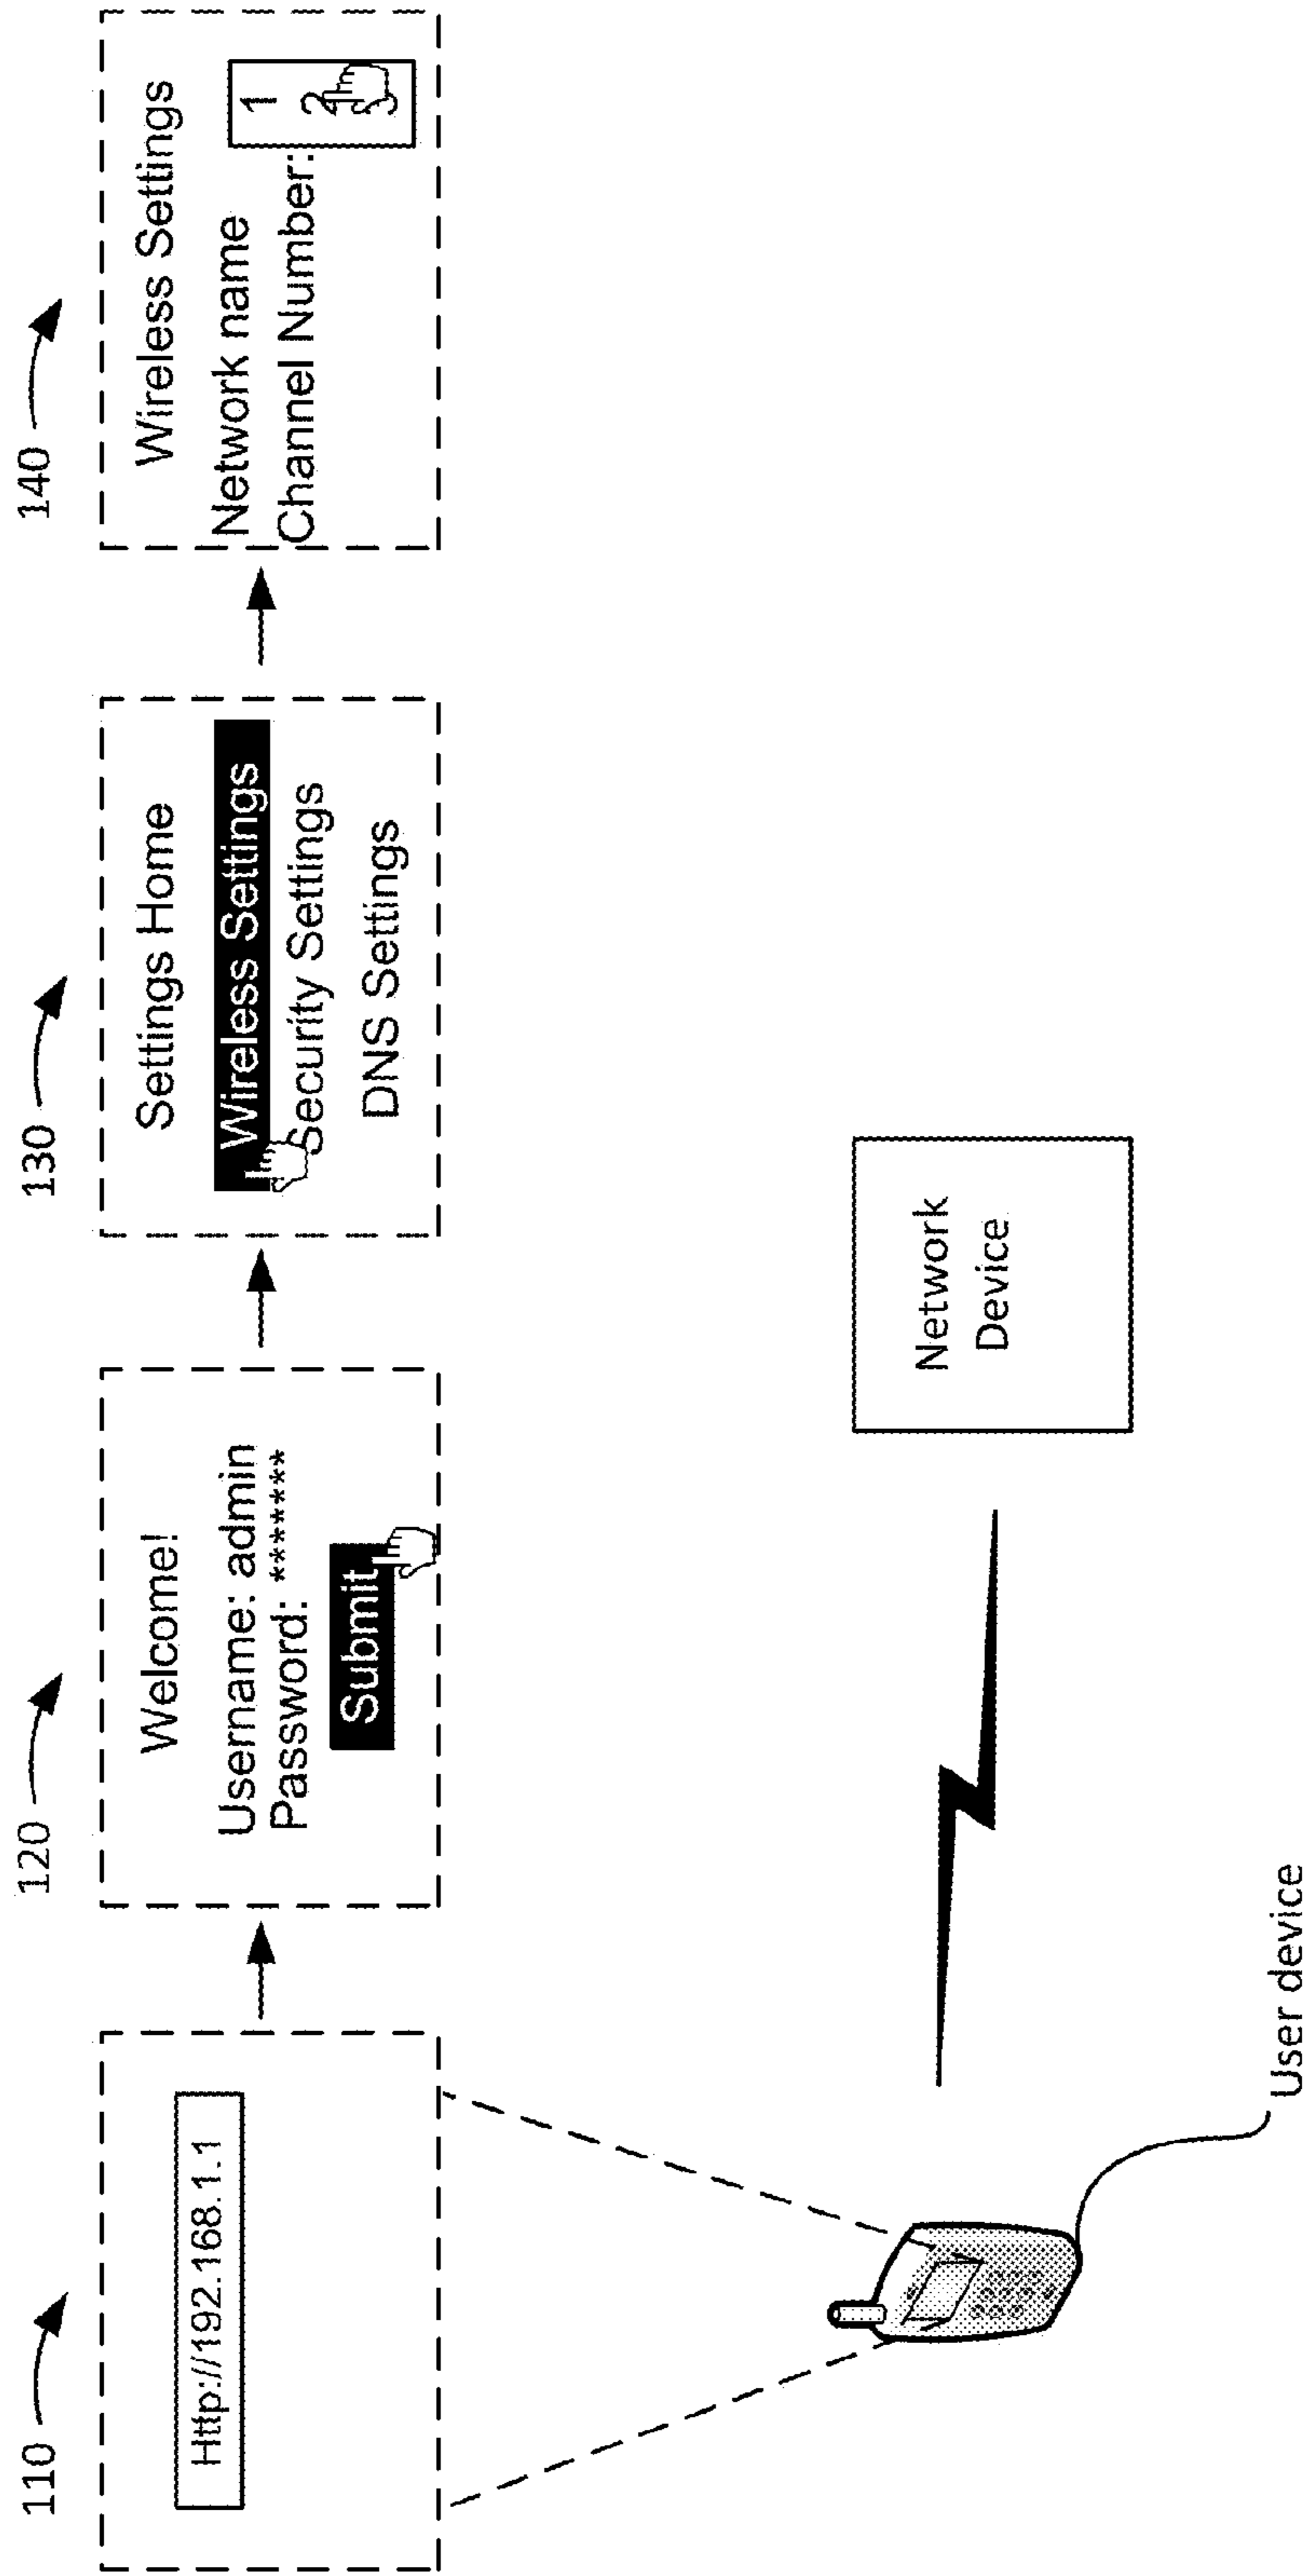 110
Http://192.168.1.1
120
Welcome!
Username: admin
Password: *******
Submit
130
Settings Home
Wireless Settings
Security Settings
DNS Settings
140
Wireless Settings
Network name
Channel Number:
1
2
3
User device
Network
Device